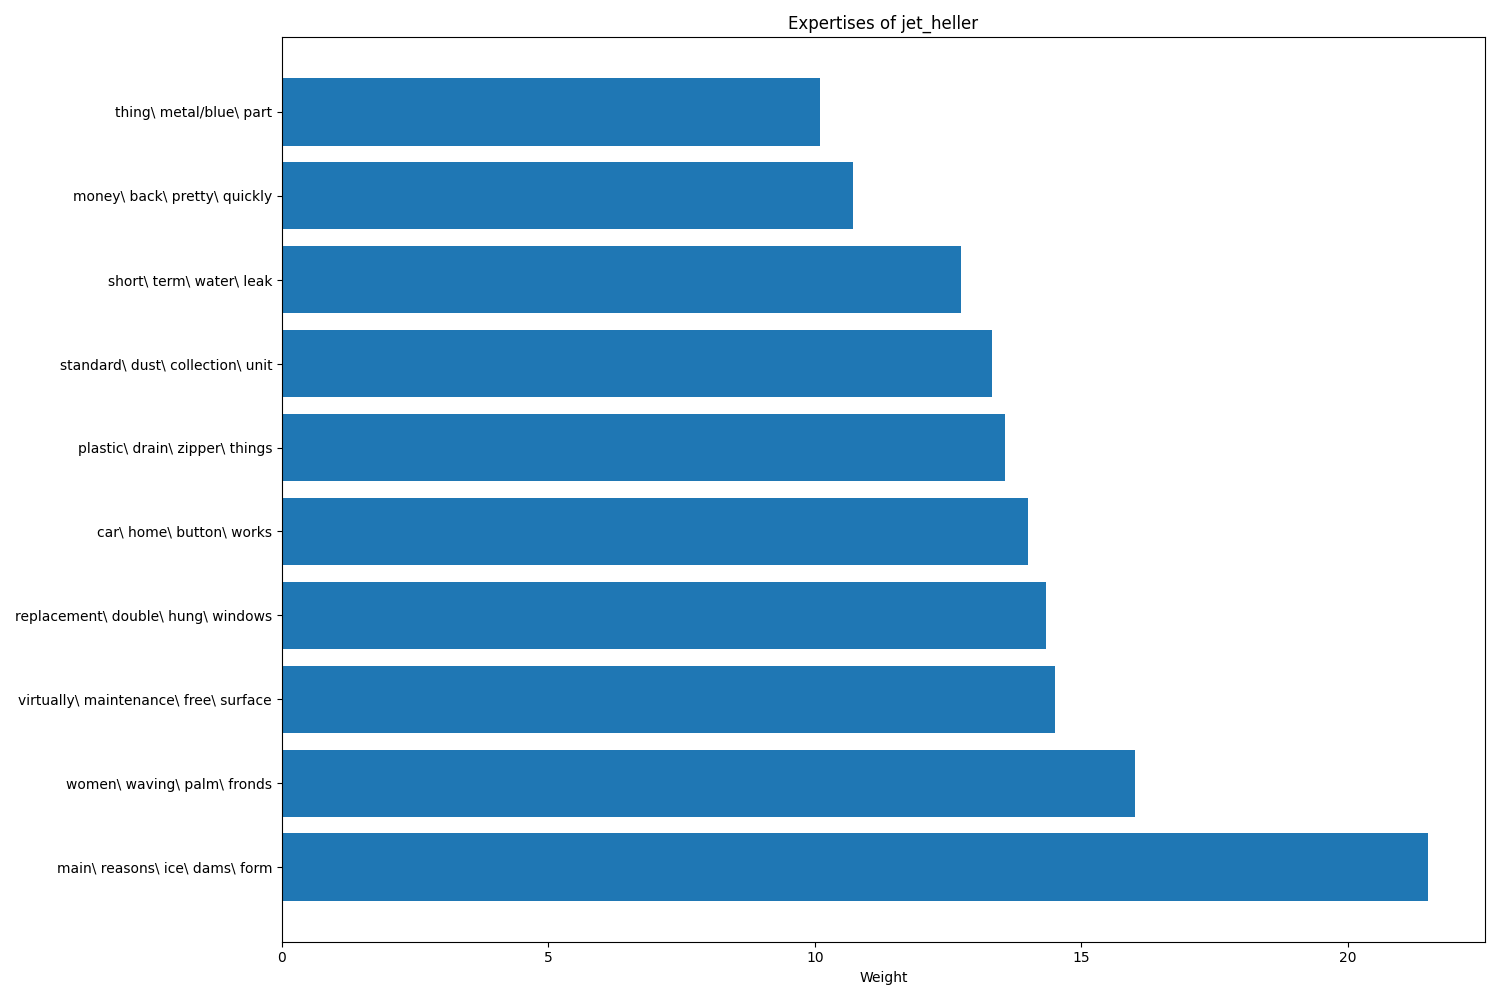 Expertises of jet_heller
thing\ metal/blue\ part
money\ back\ pretty\ quickly
short\ term\ water\ leak
standard\ dust\ collection\ unit
plastic\ drain\ zipper\ things
car\ home\ button\ works
replacement\ double\ hung\ windows
virtually\ maintenance\ free\ surface
women\ waving\ palm\ fronds
main\ reasons\ ice\ dams\ form
0 5 10 15 20
Weight